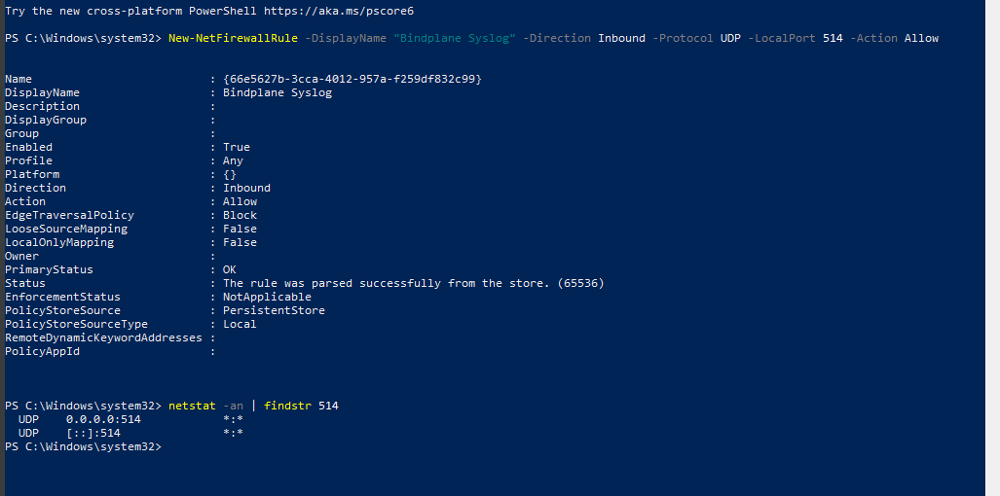 Try the new cross-platform PowerShell https://aka.ms/pscore6
PS C:\Windows\system32> New-NetFirewallRule -DisplayName "Bindplane Syslog" -Direction Inbound -Protocol UDP -LocalPort 514 -Action Allow
Name : {66e5627b-3cca-4012-957a-f259df832c99}
DisplayName : Bindplane Syslog
Description :
DisplayGroup :
Group :
Enabled : True
Profile : Any
Platform : {}
Direction : Inbound
Action : Allow
EdgeTraversalPolicy : Block
LooseSourceMapping : False
LocalOnlyMapping : False
Owner :
PrimaryStatus : OK
Status : The rule was parsed successfully from the store. (65536)
EnforcementStatus : NotApplicable
PolicyStoreSource : PersistentStore
PolicyStoreSourceType : Local
RemoteDynamicKeywordAddresses :
PolicyAppId :
PS C:\Windows\system32> netstat -an | findstr 514
UDP 0.0.0.0:514 *:*
UDP [::]:514 *:*
PS C:\Windows\system32>